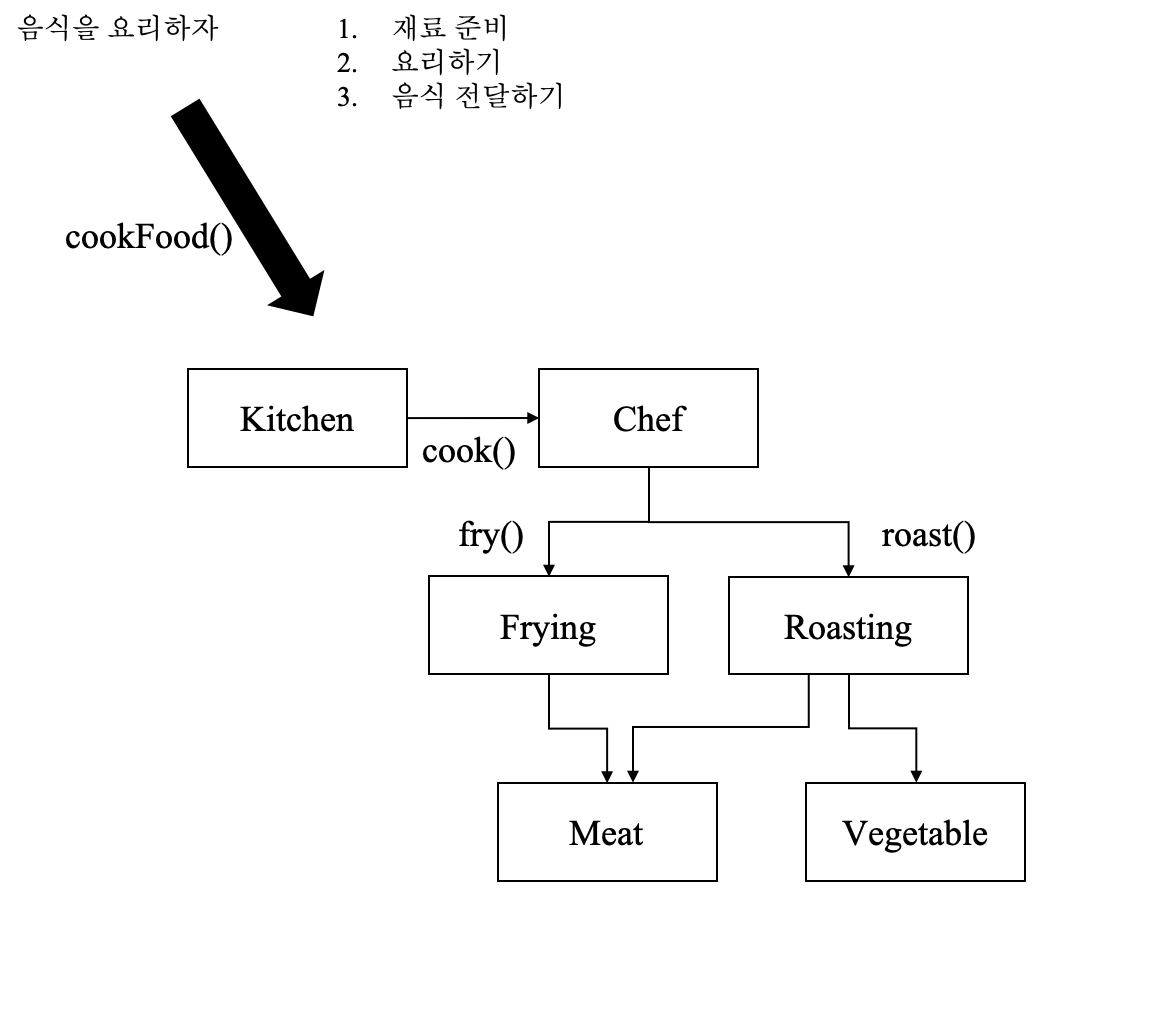 음식을 요리하자
1. 재료 준비
2. 요리하기
3. 음식 전달하기
cookFood()
Kitchen
cook()
Chef
fry()
roast()
Frying
Roasting
Meat
Vegetable